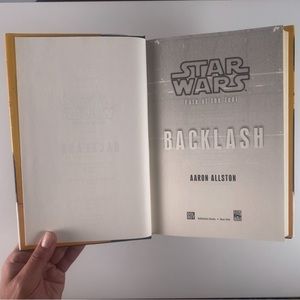 STAR
WARS
Fate of the Jedi
BACKLASH
AARON ALLSTON